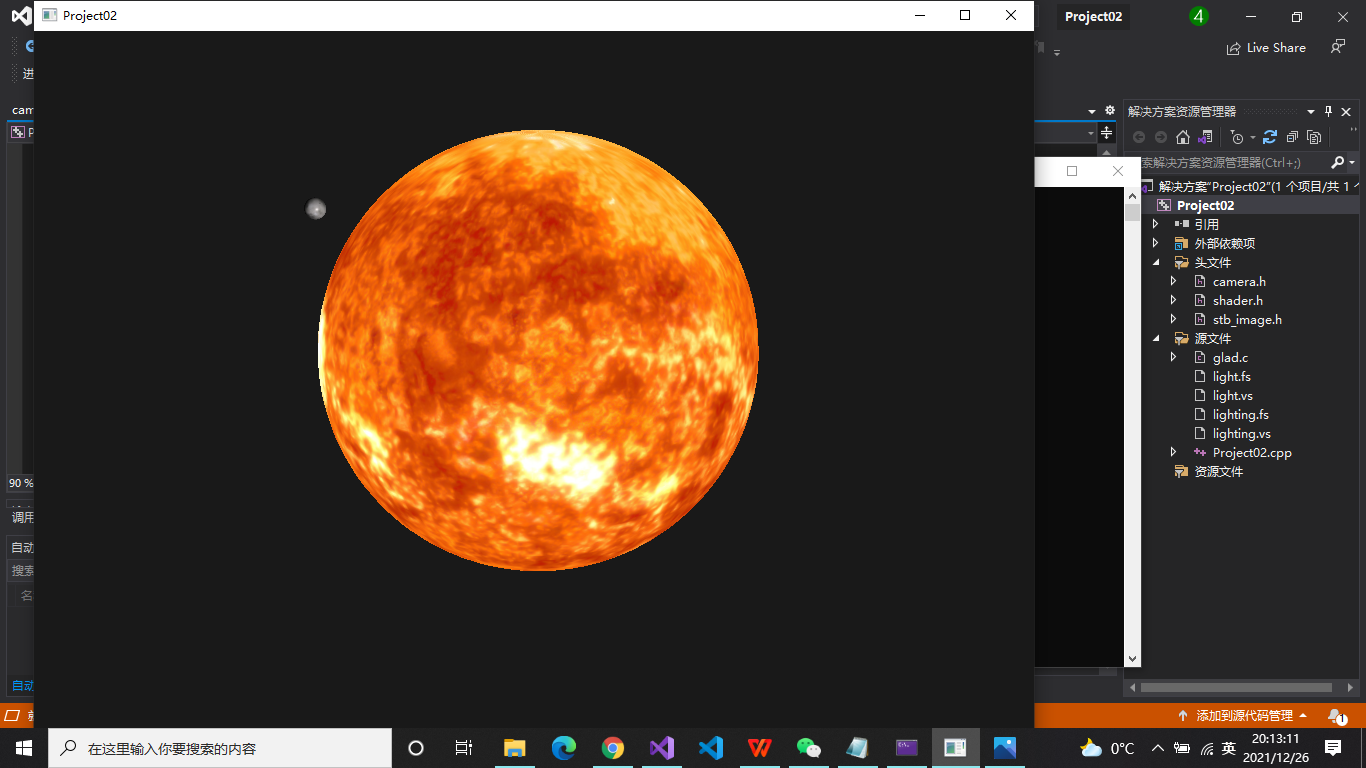 Project02
Project02
4
Live Share
进
cam
解决方案资源管理器
P
索解决方案资源管理器(Ctrl+;)
解决方案"Project02"(1 个项目/共 1 个
Project02
引用
外部依赖项
头文件
camera.h
shader.h
stb_image.h
源文件
glad.c
light.fs
light.vs
lighting.fs
lighting.vs
Project02.cpp
资源文件
90 %
调用
自动
搜索
名
自动
添加到源代码管理
1
在这里输入你要搜索的内容
0°C
英
20:13:11
2021/12/26